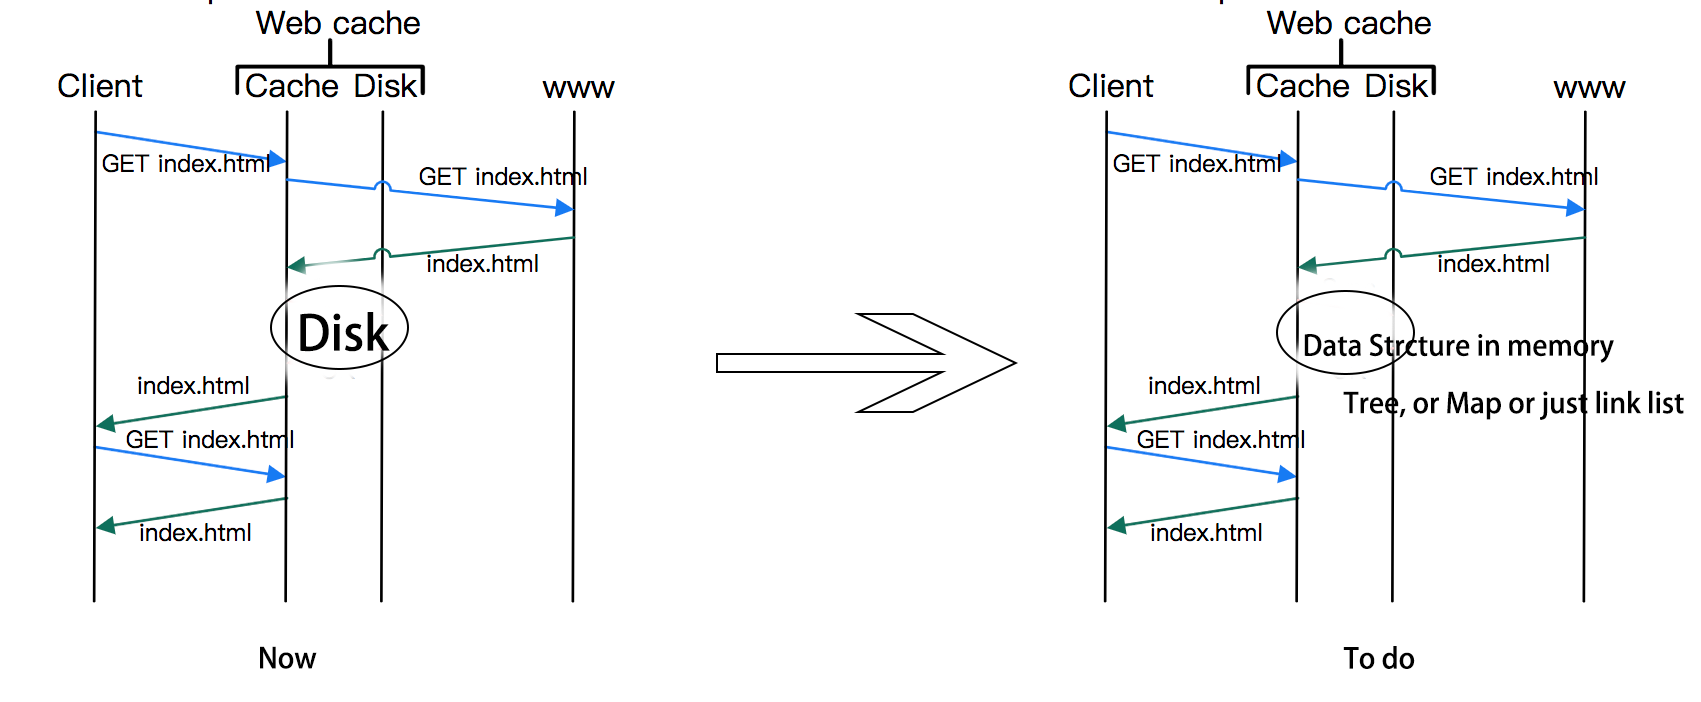 Web cache
Client
Cache Disk
www
GET index.html
GET index.html
index.html
Disk
index.html
GET index.html
index.html
Now
Web cache
Client
Cache Disk
www
GET index.html
GET index.html
index.html
Data Strcture in memory
Tree, or Map or just link list
index.html
GET index.html
index.html
To do